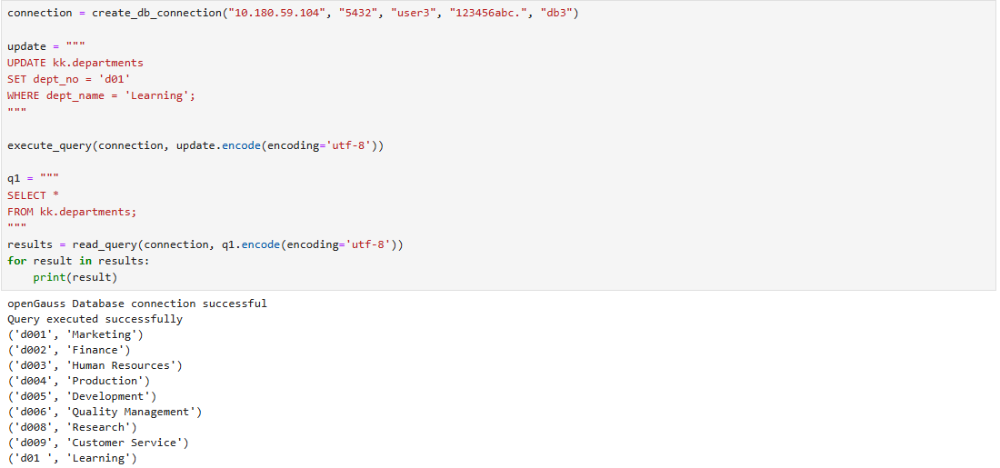 connection = create_db_connection("10.180.59.104", "5432", "user3", "123456abc.", "db3")
update = """
UPDATE kk.departments
SET dept_no = 'd01'
WHERE dept_name = 'Learning';
"""
execute_query(connection, update.encode(encoding='utf-8'))
q1 = """
SELECT *
FROM kk.departments;
"""
results = read_query(connection, q1.encode(encoding='utf-8'))
for result in results:
    print(result)
openGauss Database connection successful
Query executed successfully
('d001', 'Marketing')
('d002', 'Finance')
('d003', 'Human Resources')
('d004', 'Production')
('d005', 'Development')
('d006', 'Quality Management')
('d008', 'Research')
('d009', 'Customer Service')
('d01 ', 'Learning')